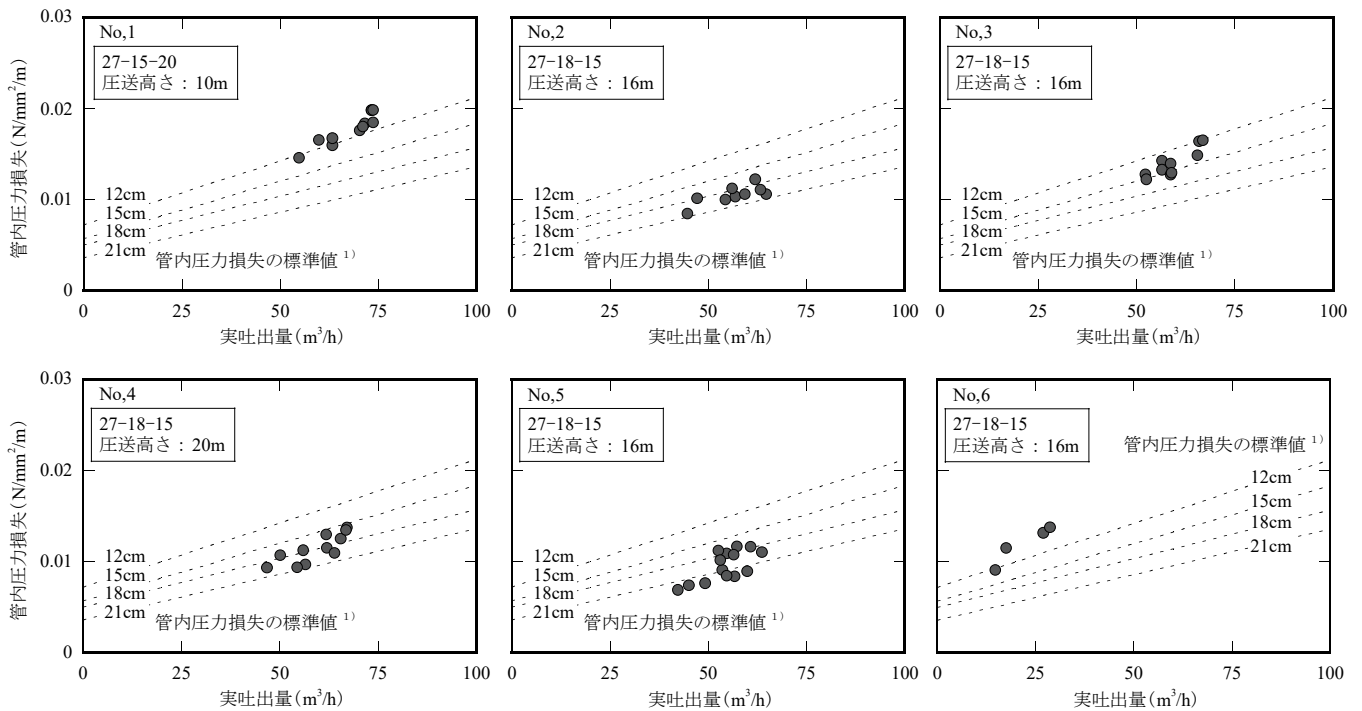 0.03
0.02
0.01
0
管内圧力損失(N/mm²/m)
No,1
27-15-20
圧送高さ：10m
12cm
15cm
18cm
21cm
管内圧力損失の標準値 1)
0 25 50 75 100
実吐出量(m³/h)
No,2
27-18-15
圧送高さ：16m
12cm
15cm
18cm
21cm
管内圧力損失の標準値 1)
0 25 50 75 100
実吐出量(m³/h)
No,3
27-18-15
圧送高さ：16m
12cm
15cm
18cm
21cm
管内圧力損失の標準値 1)
0 25 50 75 100
実吐出量(m³/h)
0.03
0.02
0.01
0
管内圧力損失(N/mm²/m)
No,4
27-18-15
圧送高さ：20m
12cm
15cm
18cm
21cm
管内圧力損失の標準値 1)
0 25 50 75 100
実吐出量(m³/h)
No,5
27-18-15
圧送高さ：16m
12cm
15cm
18cm
21cm
管内圧力損失の標準値 1)
0 25 50 75 100
実吐出量(m³/h)
No,6
27-18-15
圧送高さ：16m
管内圧力損失の標準値 1)
12cm
15cm
18cm
21cm
0 25 50 75 100
実吐出量(m³/h)